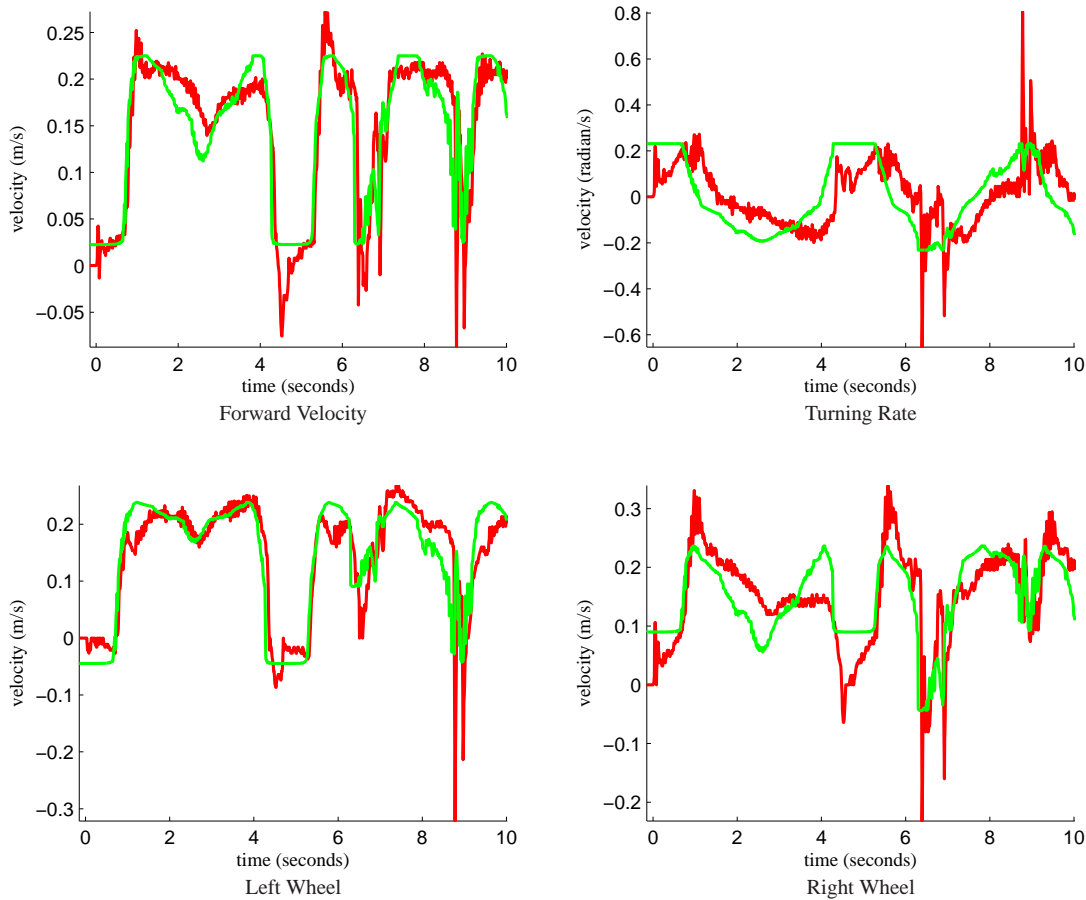 0.25
0.2
0.15
0.1
0.05
0
−0.05
velocity (m/s)
0 2 4 6 8 10
time (seconds)
Forward Velocity
0.8
0.6
0.4
0.2
0
−0.2
−0.4
−0.6
velocity (radian/s)
0 2 4 6 8 10
time (seconds)
Turning Rate
0.2
0.1
0
−0.1
−0.2
−0.3
velocity (m/s)
0 2 4 6 8 10
time (seconds)
Left Wheel
0.3
0.2
0.1
0
−0.1
−0.2
velocity (m/s)
0 2 4 6 8 10
time (seconds)
Right Wheel